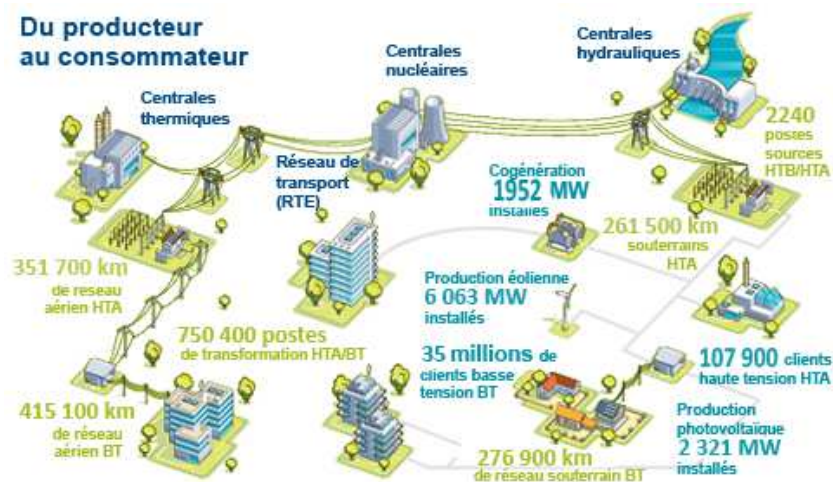 Du producteur
au consommateur
Centrales
thermiques
Centrales
nucléaires
Centrales
hydrauliques
Réseau de
transport
(RTE)
2240
postes
sources
HTB/HTA
Cogénération
1952 MW
installés
261 500 km
souterrains
HTA
351 700 km
de reseau
aérien HTA
Production éolienne
6 063 MW
installés
750 400 postes
de transformation HTA/BT
35 millions de
clients basse
tension BT
107 900 clients
haute tension HTA
415 100 km
de réseau
aérien BT
Production
photovoltaïque
2 321 MW
installés
276 900 km
de réseau souterrain BT